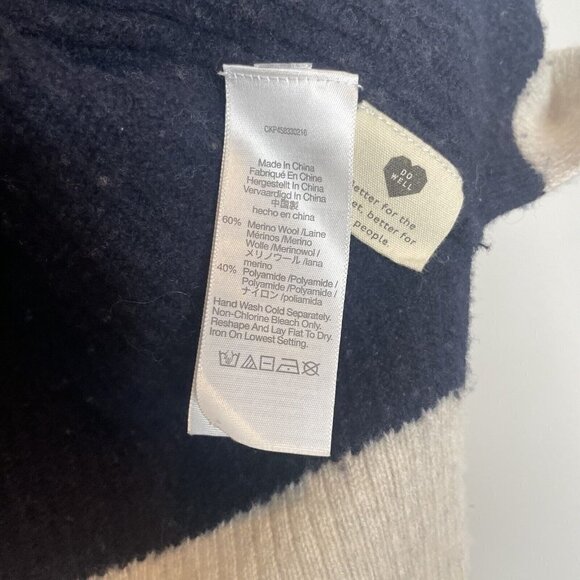 CKP458333216
Made In China
Fabriqué En Chine
Hergestellt In China
Vervaardigd In China
中国製
hecho en china
60% Merino Wool /Laine
Mérinos /Merino
Wolle /Merinowol /
メリノウール /lana
merino
40% Polyamide /Polyamide /
Polyamide /Polyamide /
ナイロン /poliamida
Hand Wash Cold Separately.
Non-Chlorine Bleach Only.
Reshape And Lay Flat To Dry.
Iron On Lowest Setting.
DO
WELL
better for the
et, better for
people.